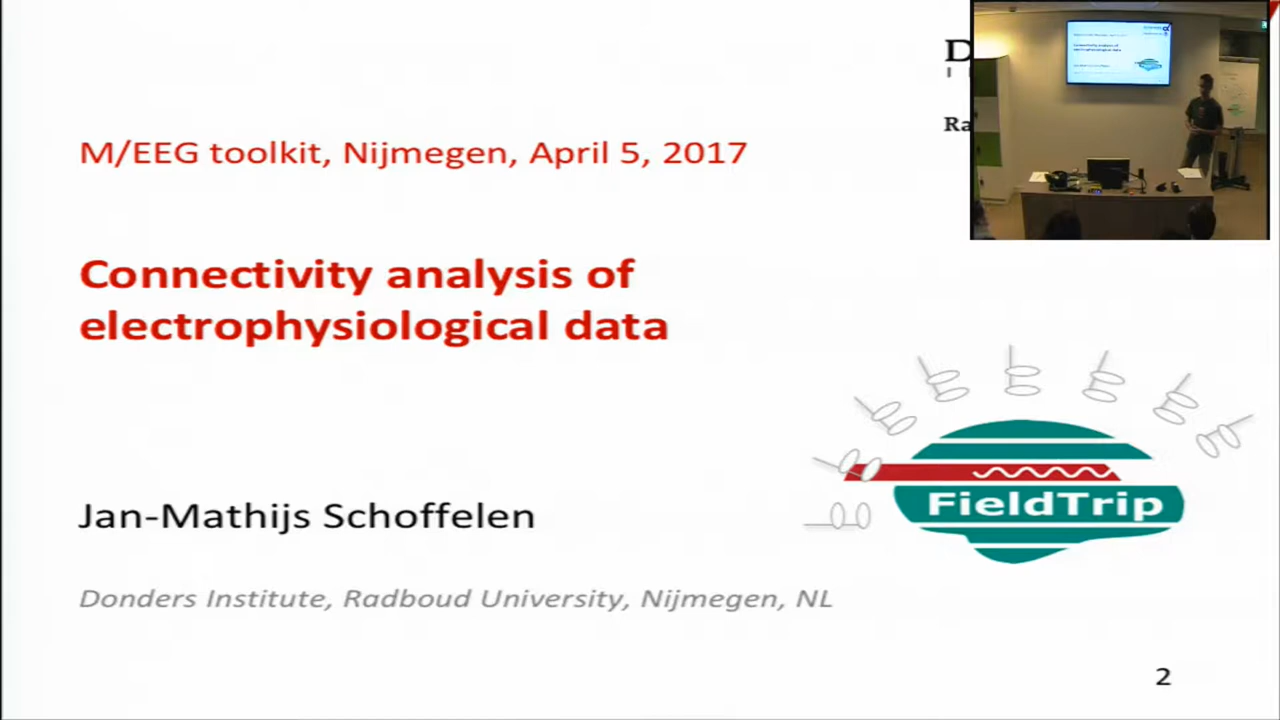 M/EEG toolkit, Nijmegen, April 5, 2017
Connectivity analysis of
electrophysiological data
FieldTrip
Jan-Mathijs Schoffelen
Donders Institute, Radboud University, Nijmegen, NL
2